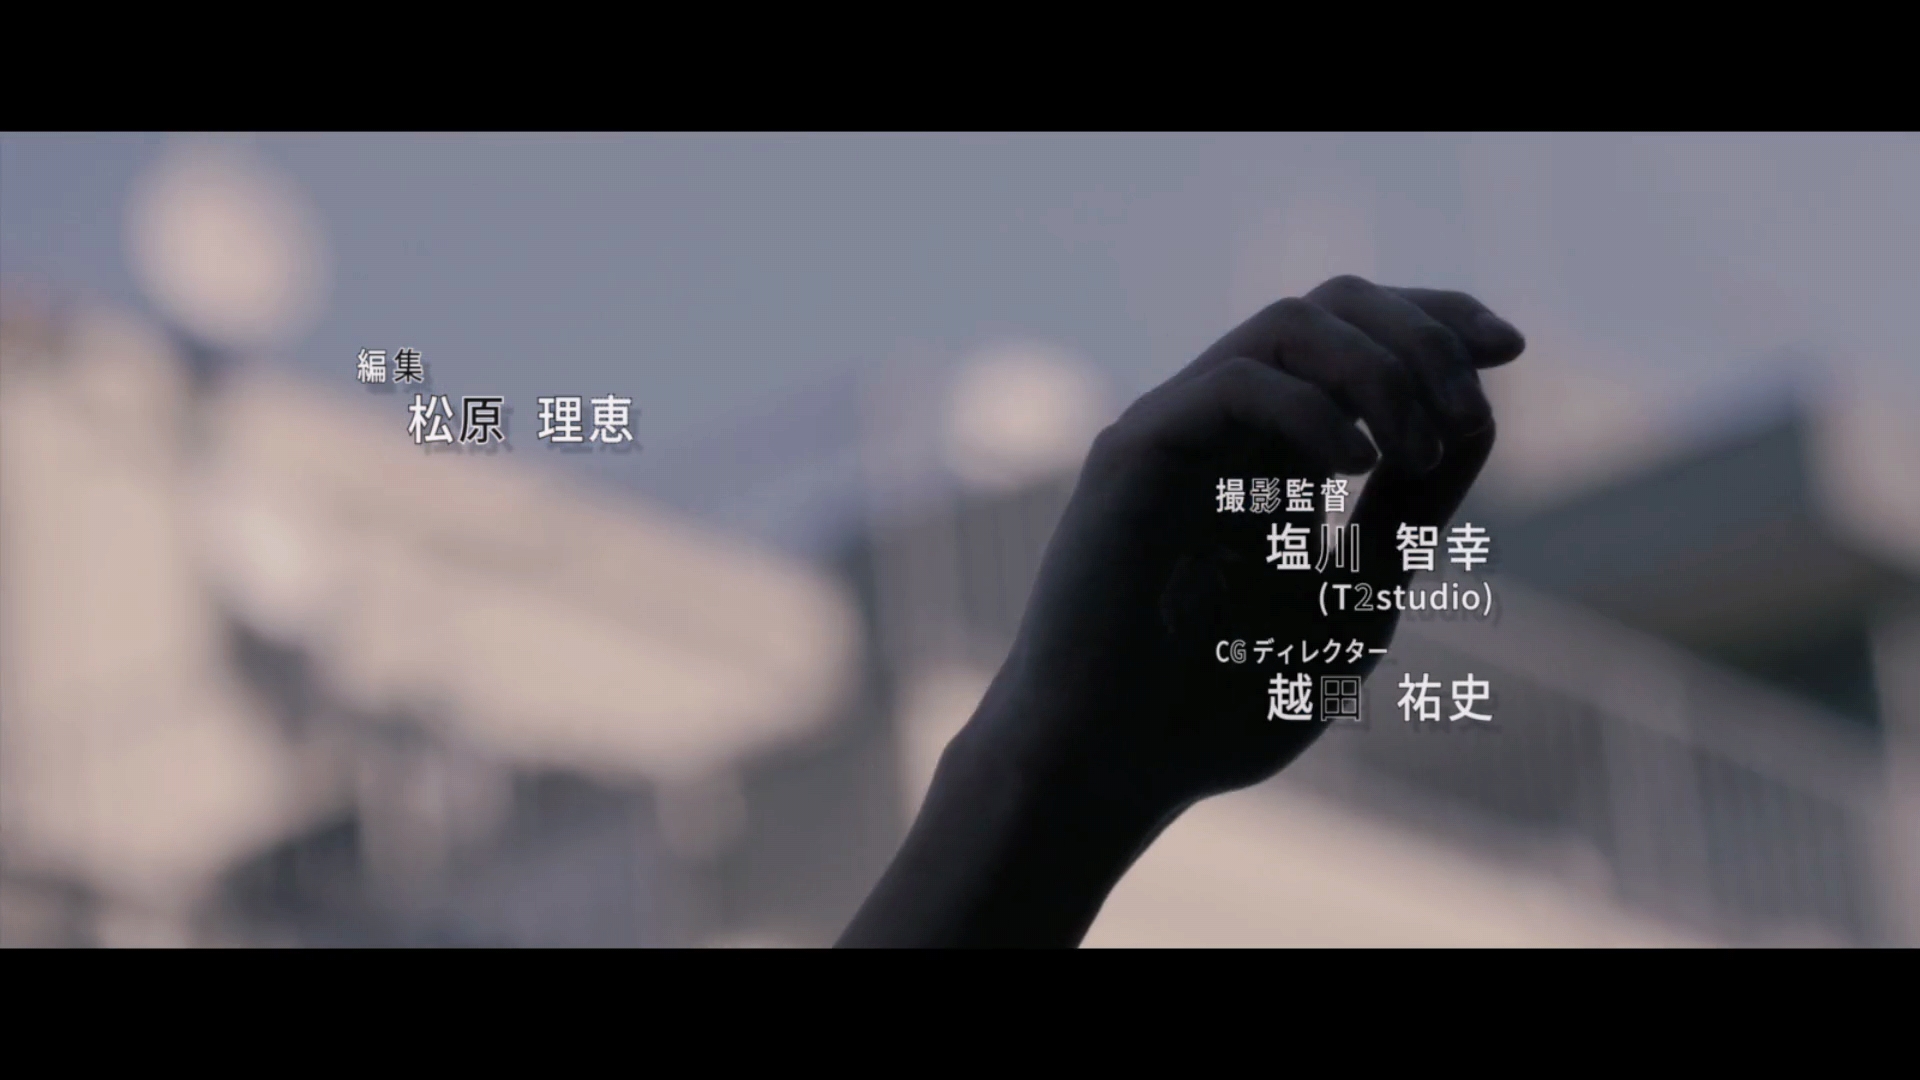 編集
松原 理恵
撮影監督
塩川 智幸
(T2studio)
CGディレクター
越田 祐史